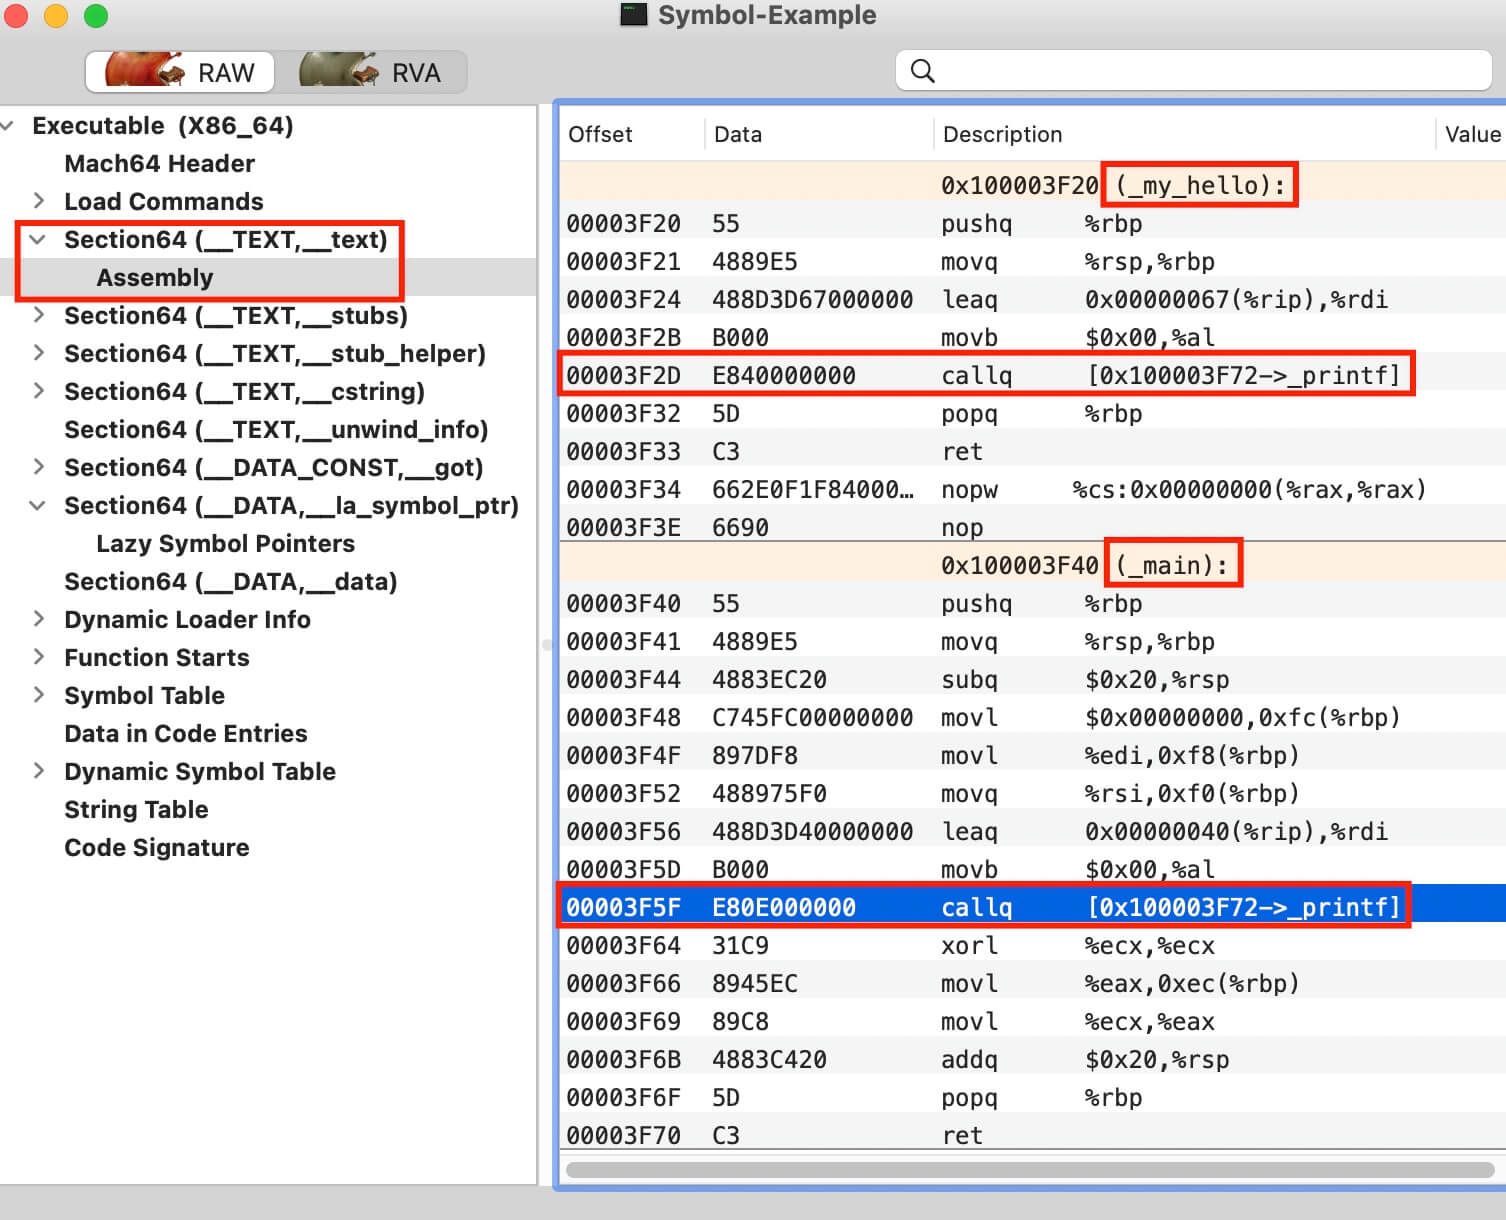 Symbol-Example
RAW RVA
Executable (X86_64)
Mach64 Header
Load Commands
Section64 (__TEXT,__text)
Assembly
Section64 (__TEXT,__stubs)
Section64 (__TEXT,__stub_helper)
Section64 (__TEXT,__cstring)
Section64 (__TEXT,__unwind_info)
Section64 (__DATA_CONST,__got)
Section64 (__DATA,__la_symbol_ptr)
Lazy Symbol Pointers
Section64 (__DATA,__data)
Dynamic Loader Info
Function Starts
Symbol Table
Data in Code Entries
Dynamic Symbol Table
String Table
Code Signature
Offset Data Description Value
0x100003F20 (_my_hello):
00003F20 55 pushq %rbp
00003F21 4889E5 movq %rsp,%rbp
00003F24 488D3D67000000 leaq 0x00000067(%rip),%rdi
00003F2B B000 movb $0x00,%al
00003F2D E840000000 callq [0x100003F72->_printf]
00003F32 5D popq %rbp
00003F33 C3 ret
00003F34 662E0F1F84000… nopw %cs:0x00000000(%rax,%rax)
00003F3E 6690 nop
0x100003F40 (_main):
00003F40 55 pushq %rbp
00003F41 4889E5 movq %rsp,%rbp
00003F44 4883EC20 subq $0x20,%rsp
00003F48 C745FC00000000 movl $0x00000000,0xfc(%rbp)
00003F4F 897DF8 movl %edi,0xf8(%rbp)
00003F52 488975F0 movq %rsi,0xf0(%rbp)
00003F56 488D3D40000000 leaq 0x00000040(%rip),%rdi
00003F5D B000 movb $0x00,%al
00003F5F E80E000000 callq [0x100003F72->_printf]
00003F64 31C9 xorl %ecx,%ecx
00003F66 8945EC movl %eax,0xec(%rbp)
00003F69 89C8 movl %ecx,%eax
00003F6B 4883C420 addq $0x20,%rsp
00003F6F 5D popq %rbp
00003F70 C3 ret